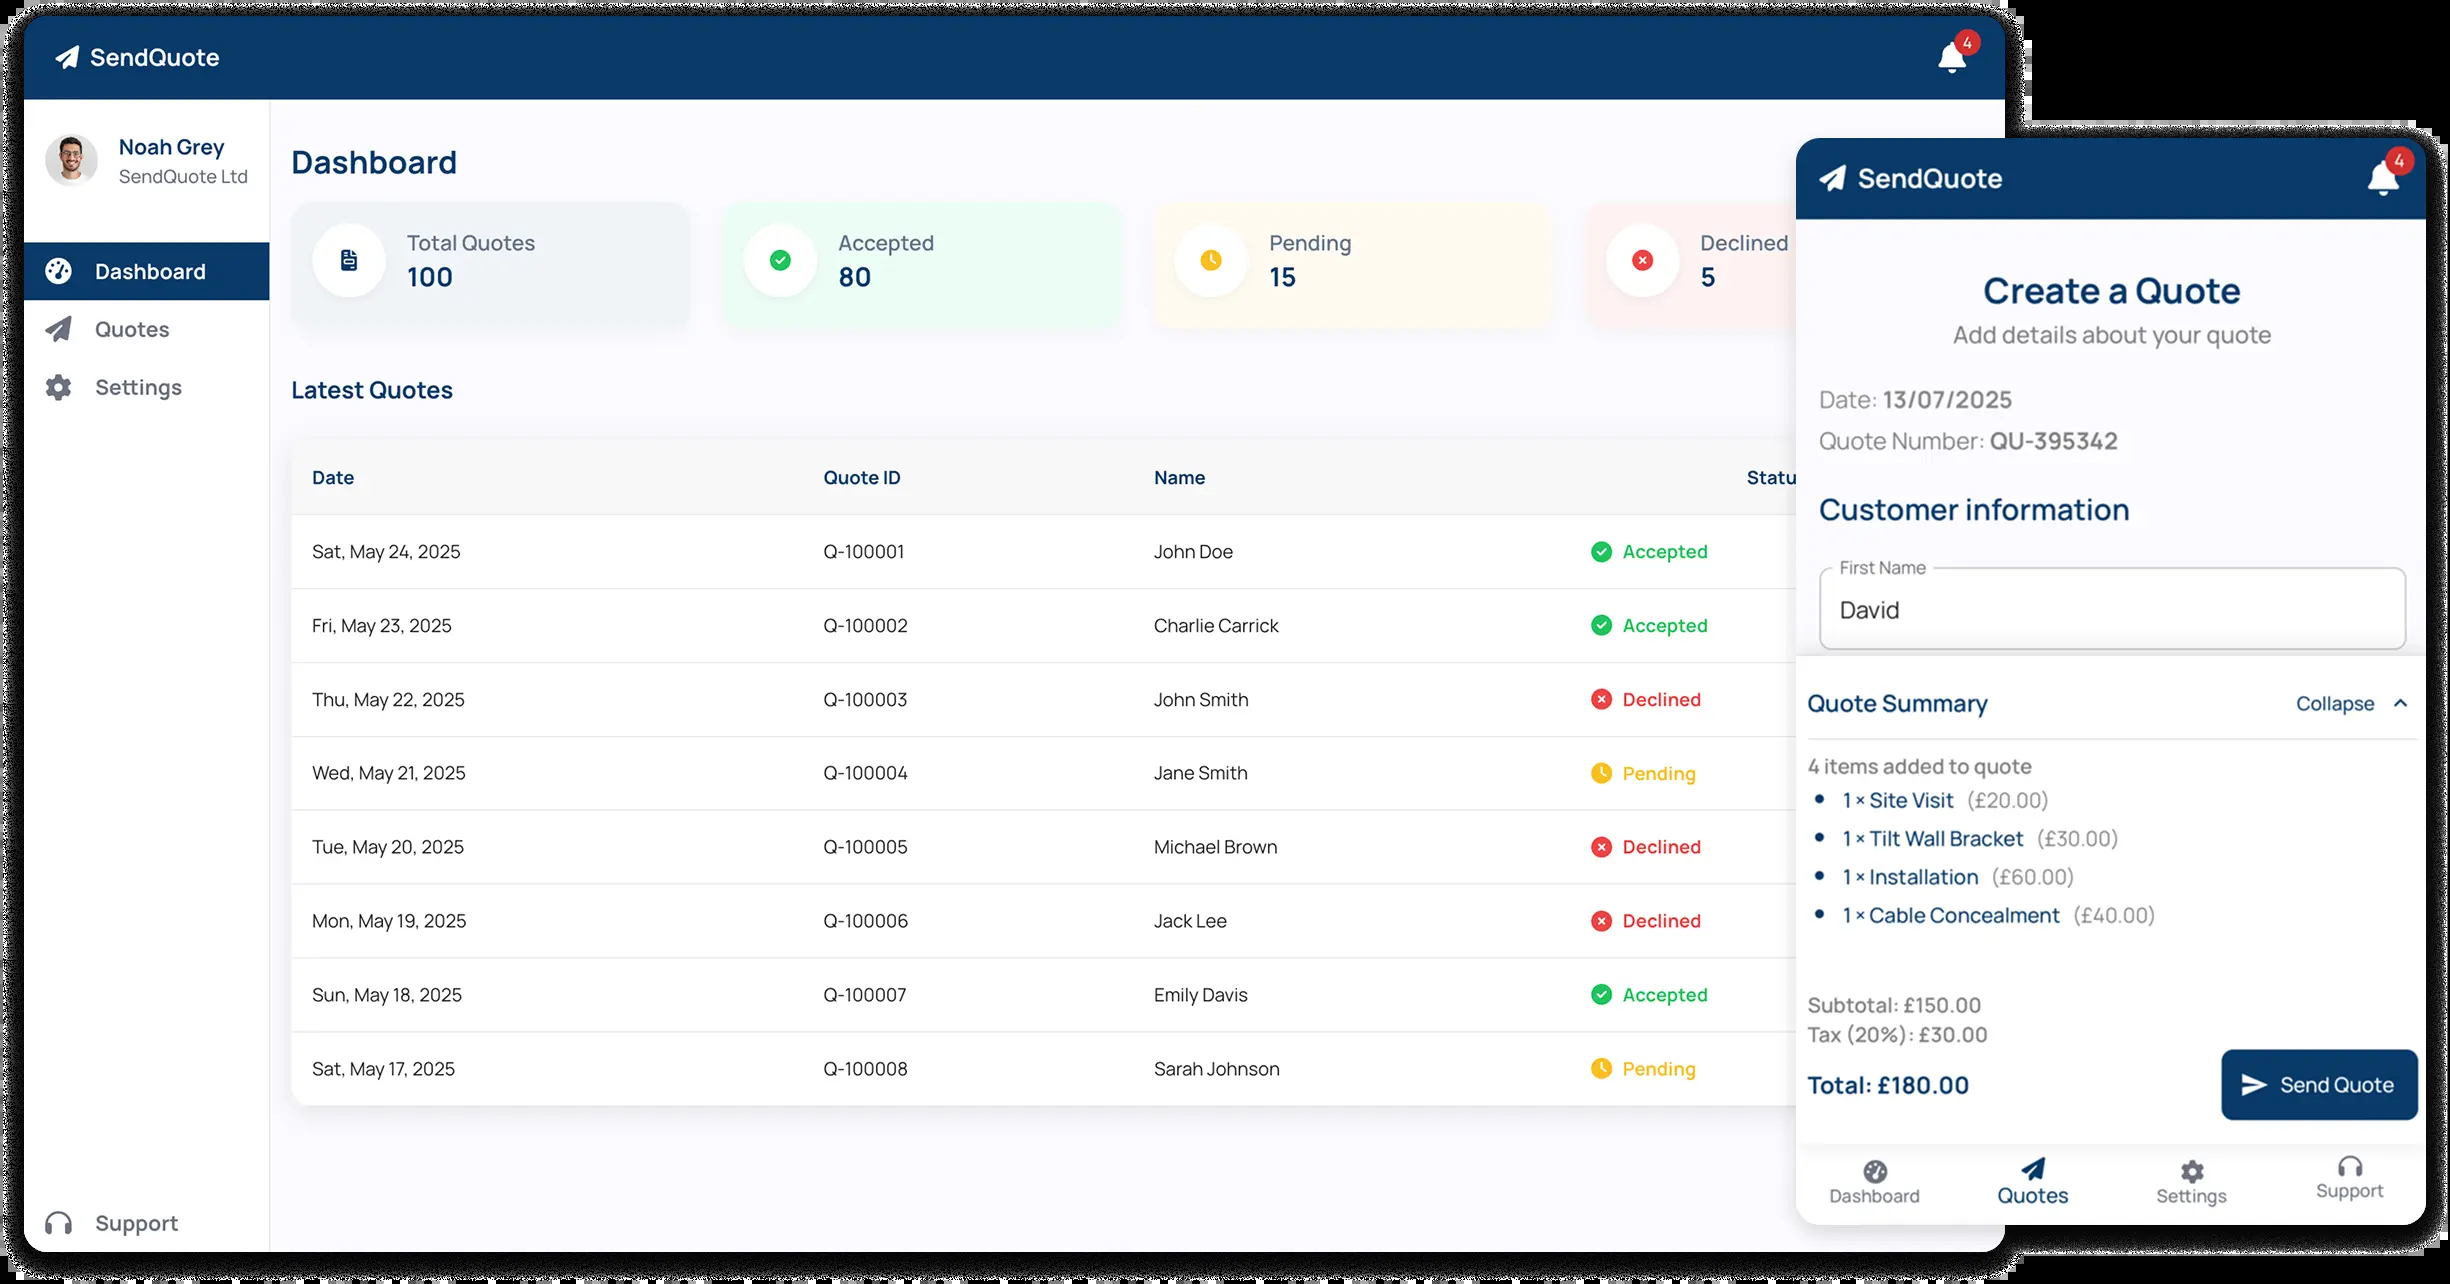 SendQuote
4
Noah Grey
SendQuote Ltd
Dashboard
Quotes
Settings
Support
Dashboard
Total Quotes
100
Accepted
80
Pending
15
Declined
5
Latest Quotes
Date Quote ID Name Statu
Sat, May 24, 2025 Q-100001 John Doe Accepted
Fri, May 23, 2025 Q-100002 Charlie Carrick Accepted
Thu, May 22, 2025 Q-100003 John Smith Declined
Wed, May 21, 2025 Q-100004 Jane Smith Pending
Tue, May 20, 2025 Q-100005 Michael Brown Declined
Mon, May 19, 2025 Q-100006 Jack Lee Declined
Sun, May 18, 2025 Q-100007 Emily Davis Accepted
Sat, May 17, 2025 Q-100008 Sarah Johnson Pending
SendQuote
4
Create a Quote
Add details about your quote
Date: 13/07/2025
Quote Number: QU-395342
Customer information
First Name
David
Quote Summary Collapse
4 items added to quote
• 1 × Site Visit (£20.00)
• 1 × Tilt Wall Bracket (£30.00)
• 1 × Installation (£60.00)
• 1 × Cable Concealment (£40.00)
Subtotal: £150.00
Tax (20%): £30.00
Total: £180.00
Send Quote
Dashboard Quotes Settings Support